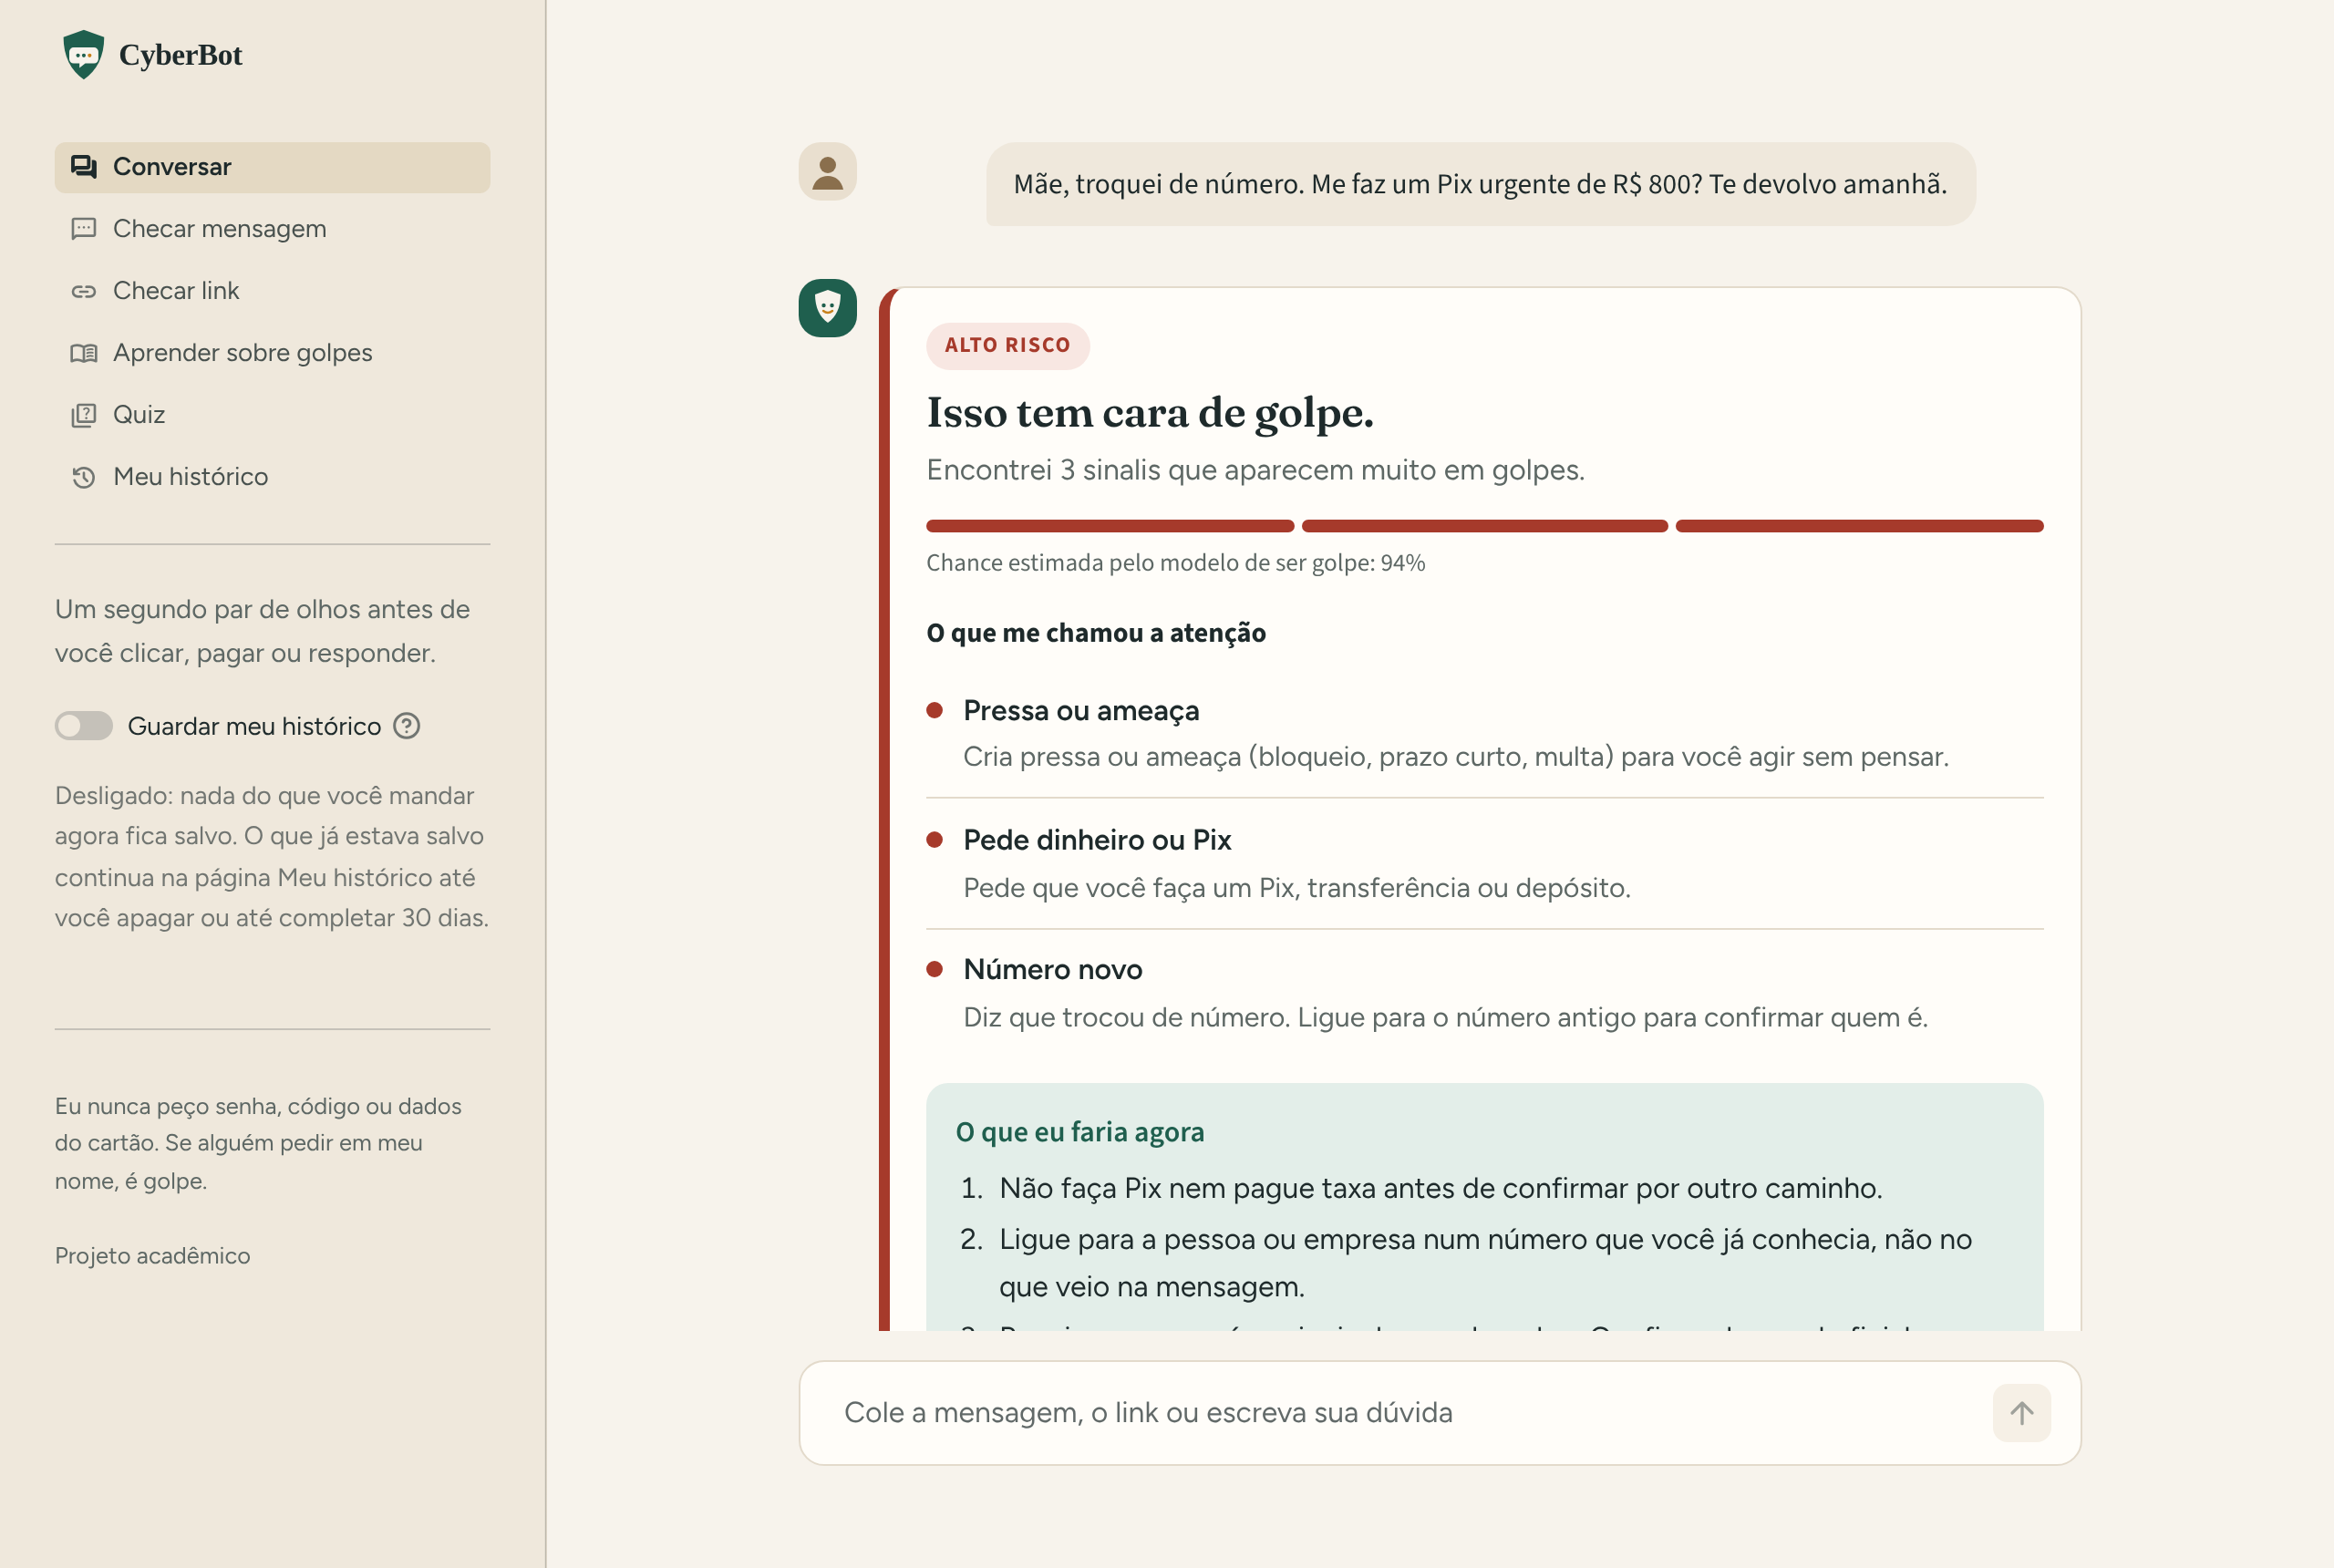 CyberBot
Conversar
Checar mensagem
Checar link
Aprender sobre golpes
Quiz
Meu histórico
Um segundo par de olhos antes de
você clicar, pagar ou responder.
Guardar meu histórico
Desligado: nada do que você mandar
agora fica salvo. O que já estava salvo
continua na página Meu histórico até
você apagar ou até completar 30 dias.
Eu nunca peço senha, código ou dados
do cartão. Se alguém pedir em meu
nome, é golpe.
Projeto acadêmico
Mãe, troquei de número. Me faz um Pix urgente de R$ 800? Te devolvo amanhã.
ALTO RISCO
Isso tem cara de golpe.
Encontrei 3 sinalis que aparecem muito em golpes.
Chance estimada pelo modelo de ser golpe: 94%
O que me chamou a atenção
Pressa ou ameaça
Cria pressa ou ameaça (bloqueio, prazo curto, multa) para você agir sem pensar.
Pede dinheiro ou Pix
Pede que você faça um Pix, transferência ou depósito.
Número novo
Diz que trocou de número. Ligue para o número antigo para confirmar quem é.
O que eu faria agora
1. Não faça Pix nem pague taxa antes de confirmar por outro caminho.
2. Ligue para a pessoa ou empresa num número que você já conhecia, não no
que veio na mensagem.
Cole a mensagem, o link ou escreva sua dúvida